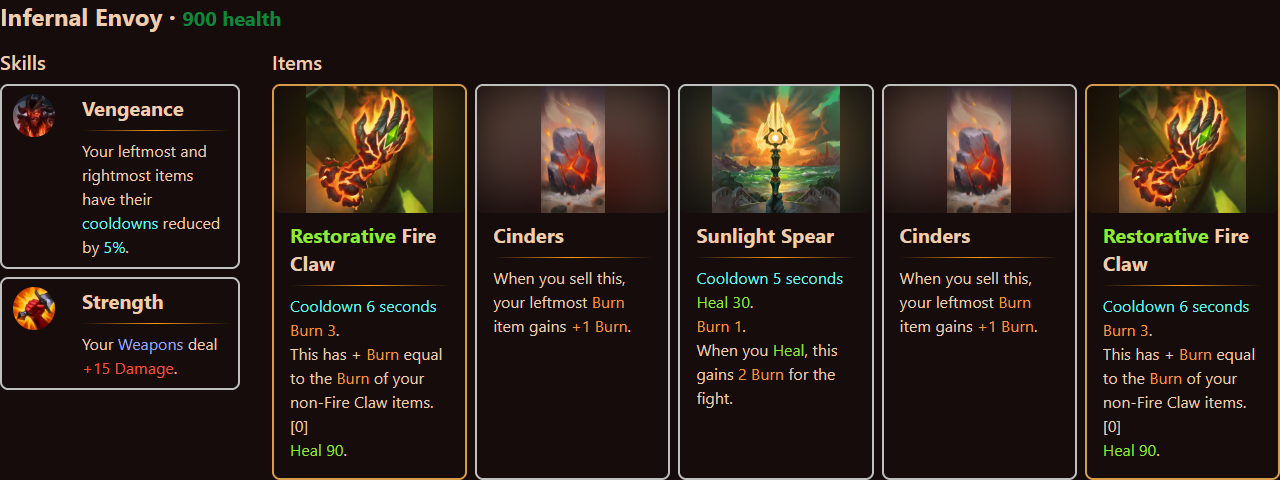 Infernal Envoy · 900 health
Skills
Vengeance
Your leftmost and
rightmost items
have their
cooldowns reduced
by 5%.
Strength
Your Weapons deal
+15 Damage.
Items
Restorative Fire
Claw
Cooldown 6 seconds
Burn 3.
This has + Burn equal
to the Burn of your
non-Fire Claw items.
[0]
Heal 90.
Cinders
When you sell this,
your leftmost Burn
item gains +1 Burn.
Sunlight Spear
Cooldown 5 seconds
Heal 30.
Burn 1.
When you Heal, this
gains 2 Burn for the
fight.
Cinders
When you sell this,
your leftmost Burn
item gains +1 Burn.
Restorative Fire
Claw
Cooldown 6 seconds
Burn 3.
This has + Burn equal
to the Burn of your
non-Fire Claw items.
[0]
Heal 90.